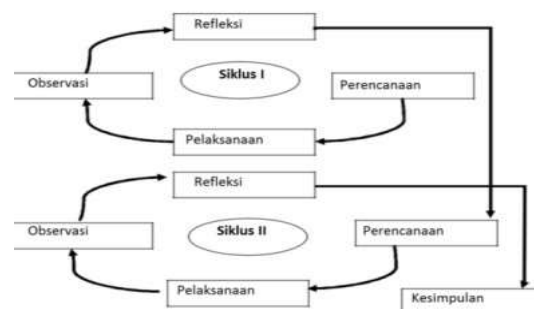 Refleksi
Siklus I
Observasi
Perencanaan
Pelaksanaan
Refleksi
Siklus II
Observasi
Perencanaan
Pelaksanaan
Kesimpulan